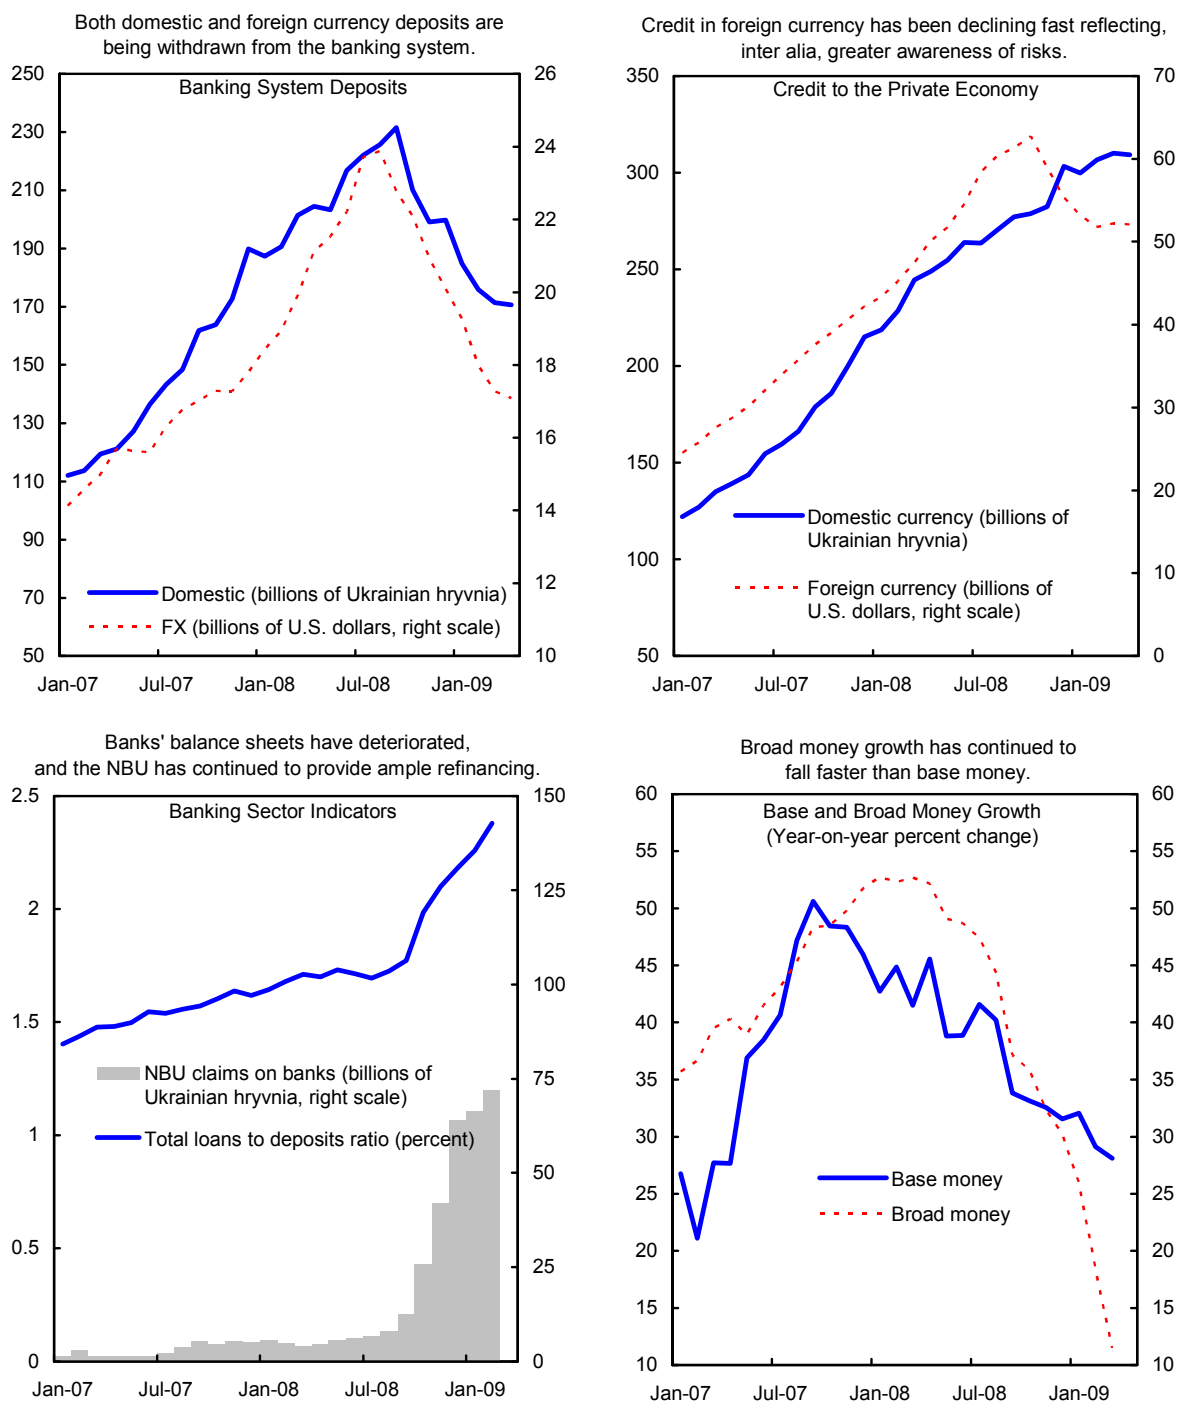 Both domestic and foreign currency deposits are
being withdrawn from the banking system.
Banking System Deposits
250
230
210
190
170
150
130
110
90
70
50
26
24
22
20
18
16
14
12
10
Domestic (billions of Ukrainian hryvnia)
FX (billions of U.S. dollars, right scale)
Jan-07 Jul-07 Jan-08 Jul-08 Jan-09
Credit in foreign currency has been declining fast reflecting,
inter alia, greater awareness of risks.
Credit to the Private Economy
350
300
250
200
150
100
50
70
60
50
40
30
20
10
0
Domestic currency (billions of
Ukrainian hryvnia)
Foreign currency (billions of
U.S. dollars, right scale)
Jan-07 Jul-07 Jan-08 Jul-08 Jan-09
Banks' balance sheets have deteriorated,
and the NBU has continued to provide ample refinancing.
Banking Sector Indicators
2.5
2
1.5
1
0.5
0
150
125
100
75
50
25
0
NBU claims on banks (billions of
Ukrainian hryvnia, right scale)
Total loans to deposits ratio (percent)
Jan-07 Jul-07 Jan-08 Jul-08 Jan-09
Broad money growth has continued to
fall faster than base money.
Base and Broad Money Growth
(Year-on-year percent change)
60
55
50
45
40
35
30
25
20
15
10
60
55
50
45
40
35
30
25
20
15
10
Base money
Broad money
Jan-07 Jul-07 Jan-08 Jul-08 Jan-09